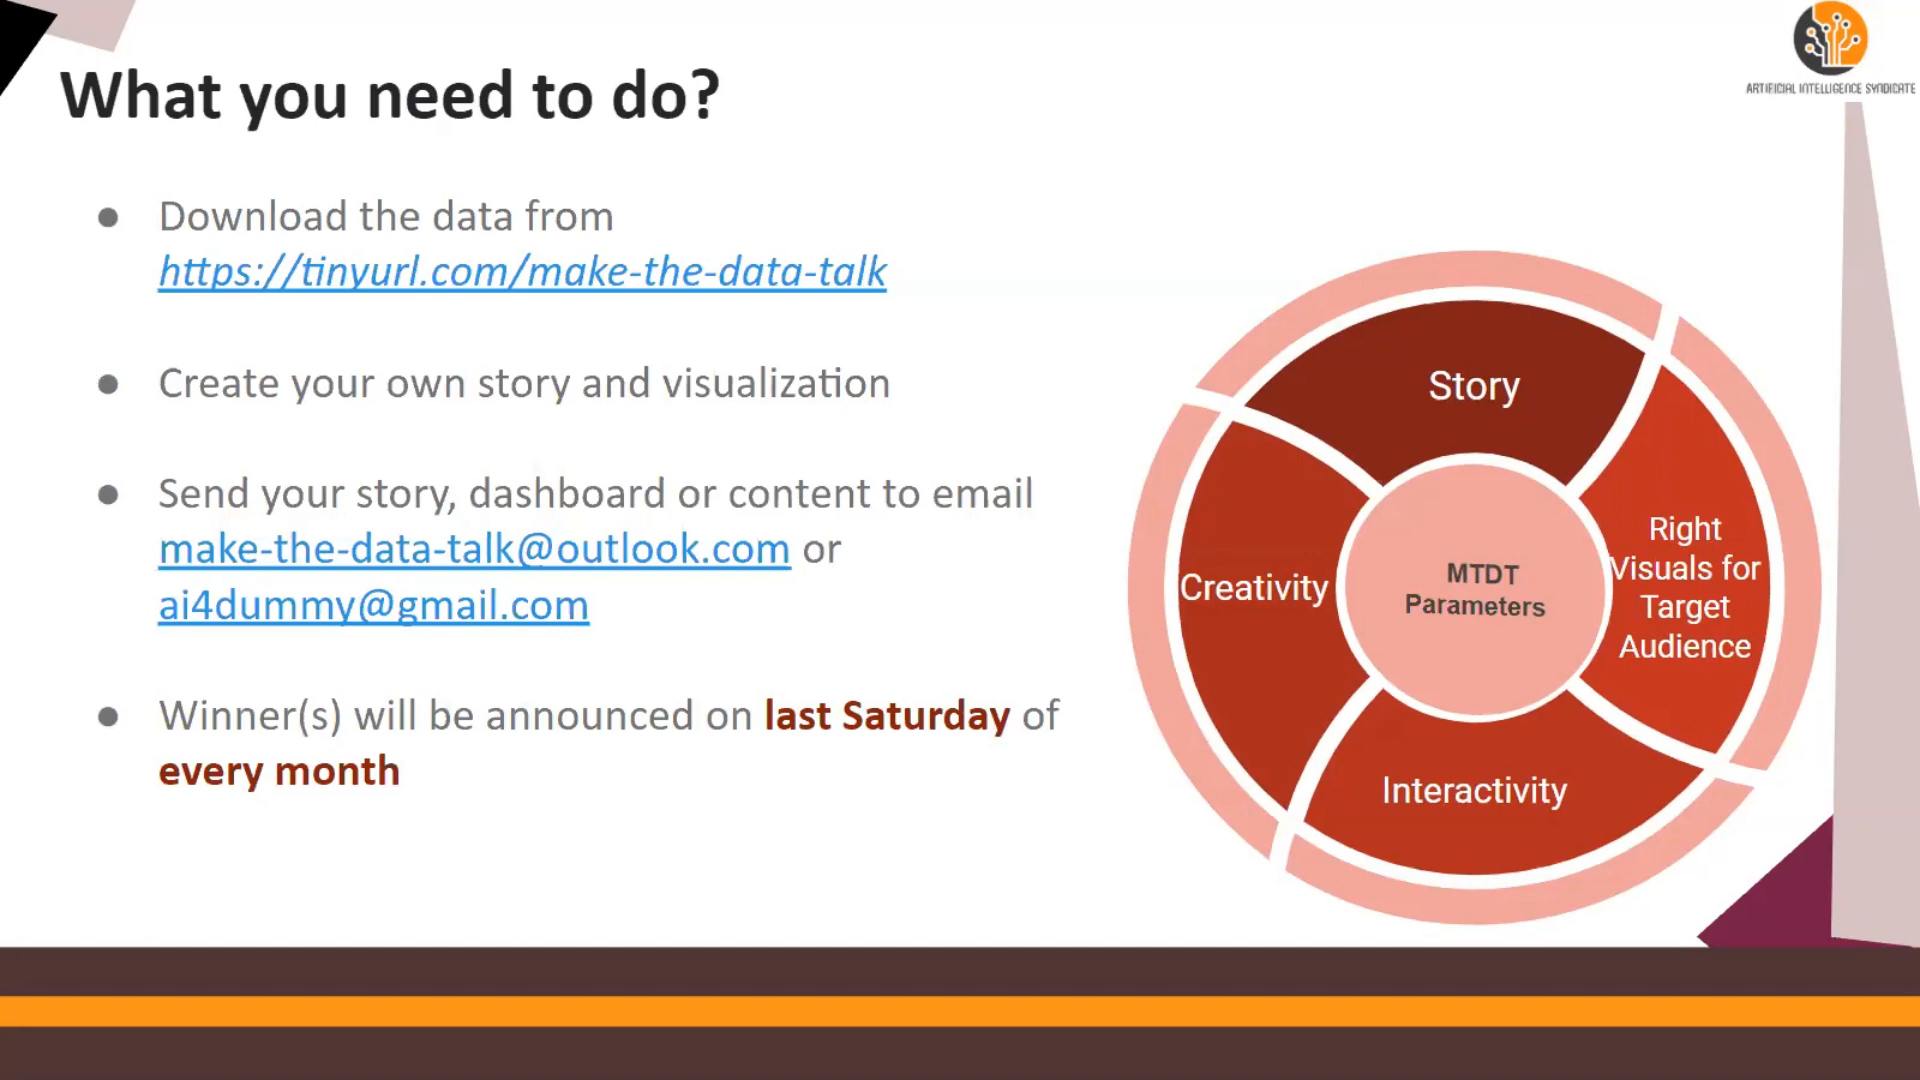 ARTIFICIAL INTELLIGENCE SYNDICATE
What you need to do?
● Download the data from
https://tinyurl.com/make-the-data-talk
● Create your own story and visualization
● Send your story, dashboard or content to email
make-the-data-talk@outlook.com or
ai4dummy@gmail.com
● Winner(s) will be announced on last Saturday of
every month
Story
Right
Visuals for
Target
Audience
Interactivity
Creativity
MTDT
Parameters